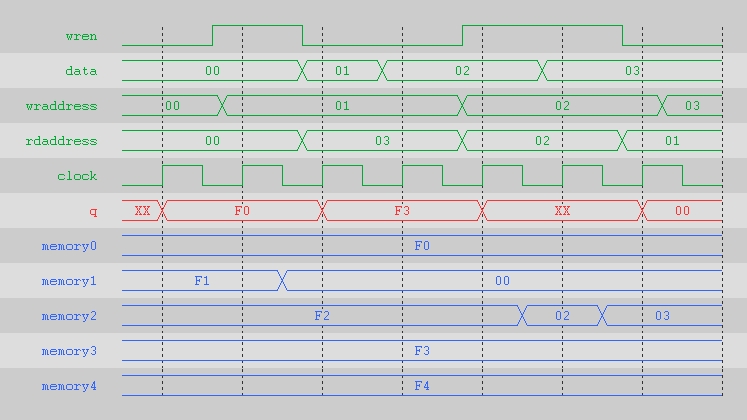 wren
data 00 01 02 03
wraddress 00 01 02 03
rdaddress 00 03 02 01
clock
q XX F0 F3 XX 00
memory0 F0
memory1 F1 00
memory2 F2 02 03
memory3 F3
memory4 F4